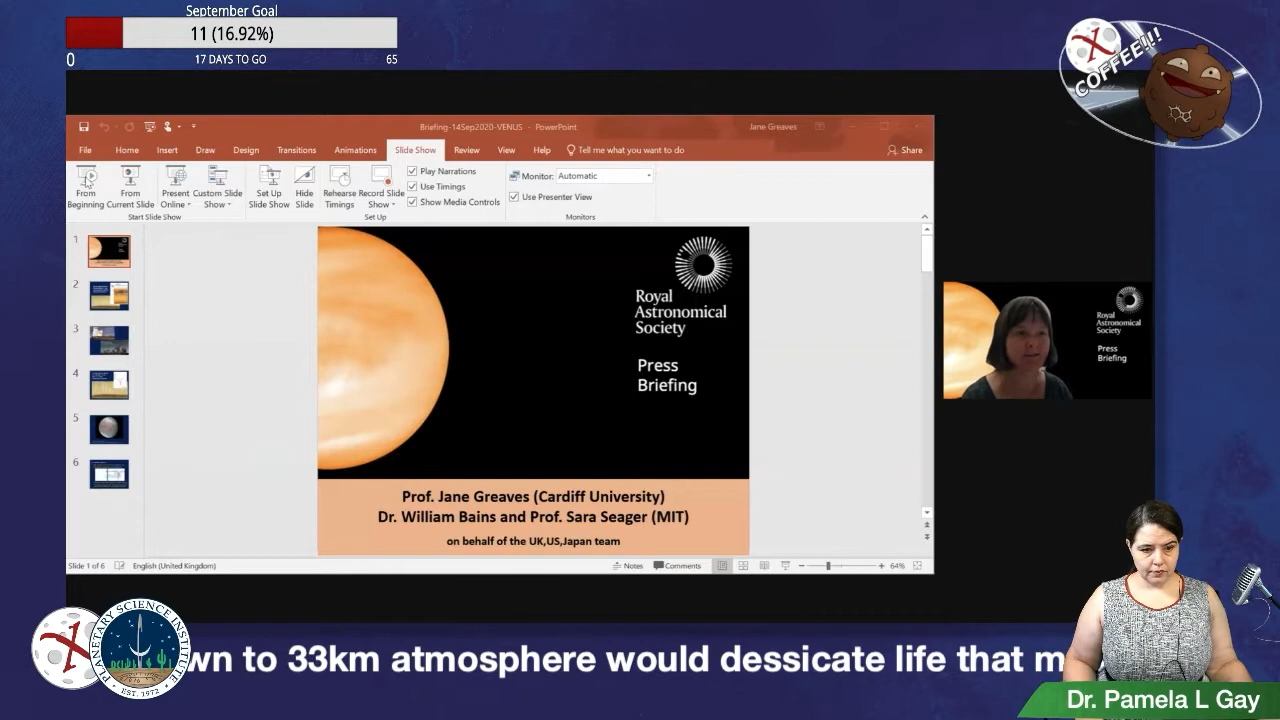 September Goal
11 (16.92%)
0 17 DAYS TO GO 65
COFFEE!!!
Briefing-14Sep2020-VENUS - PowerPoint
Jane Greaves
File Home Insert Draw Design Transitions Animations Slide Show Review View Help Tell me what you want to do Share
From Beginning
From Current Slide
Present Online
Custom Slide Show
Start Slide Show
Set Up Slide Show
Hide Slide
Rehearse Timings
Record Slide Show
Play Narrations
Use Timings
Show Media Controls
Set Up
Monitor: Automatic
Use Presenter View
Monitors
1
2
3
4
5
6
Royal
Astronomical
Society
Press
Briefing
Prof. Jane Greaves (Cardiff University)
Dr. William Bains and Prof. Sara Seager (MIT)
on behalf of the UK,US,Japan team
Royal
Astronomical
Society
Press
Briefing
Slide 1 of 6 English (United Kingdom) Notes Comments 64%
PLANETARY SCIENCE INSTITUTE
EST. 1972
wn to 33km atmosphere would dessicate life that m
Dr. Pamela L Gay